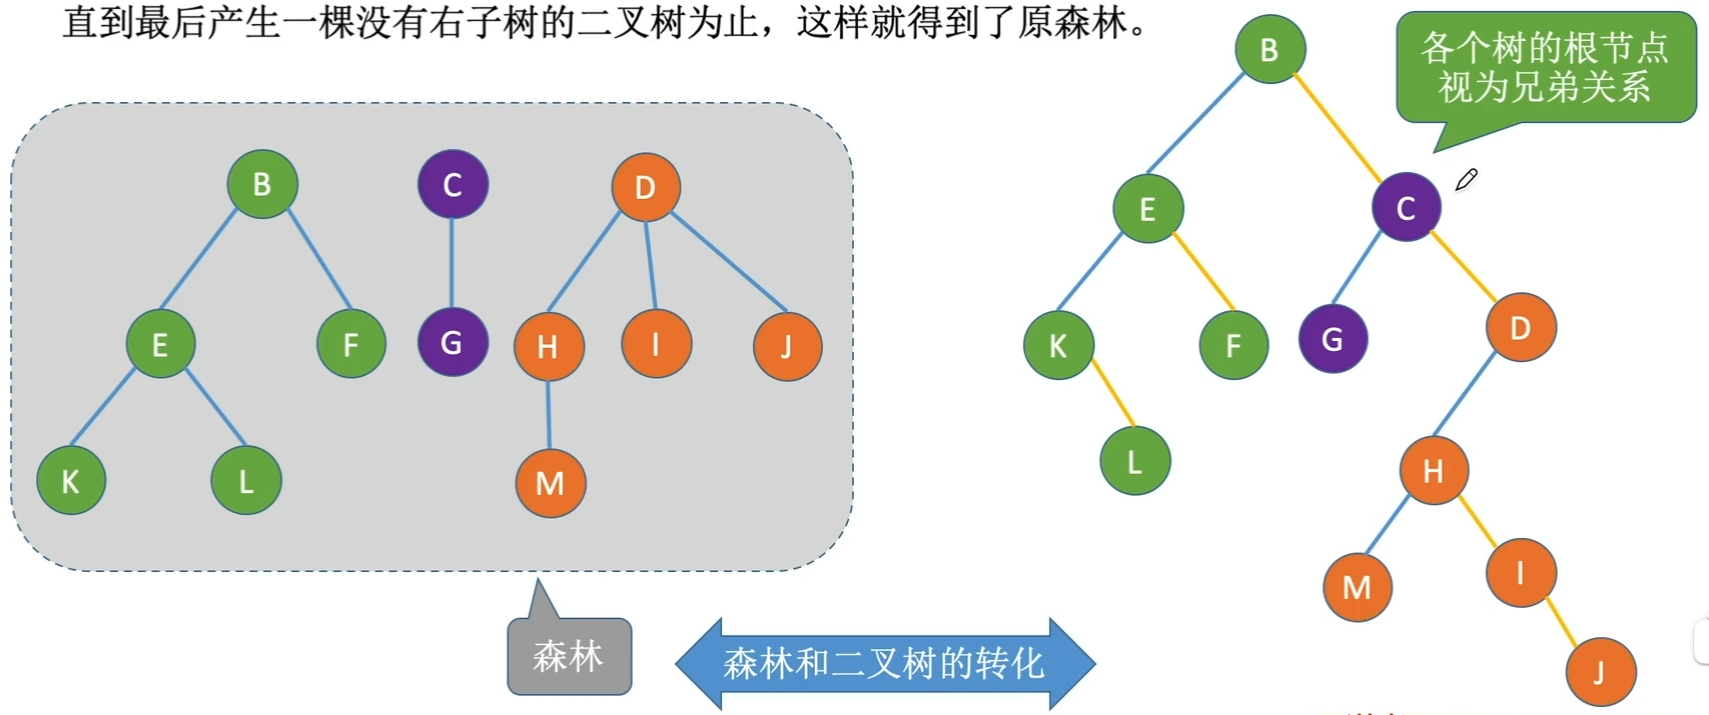 直到最后产生一棵没有右子树的二叉树为止，这样就得到了原森林。
各个树的根节点
视为兄弟关系
B
C
D
E
F
G
H
I
J
K
L
M
森林
B
E
C
K
F
G
D
L
H
M
I
J
森林和二叉树的转化